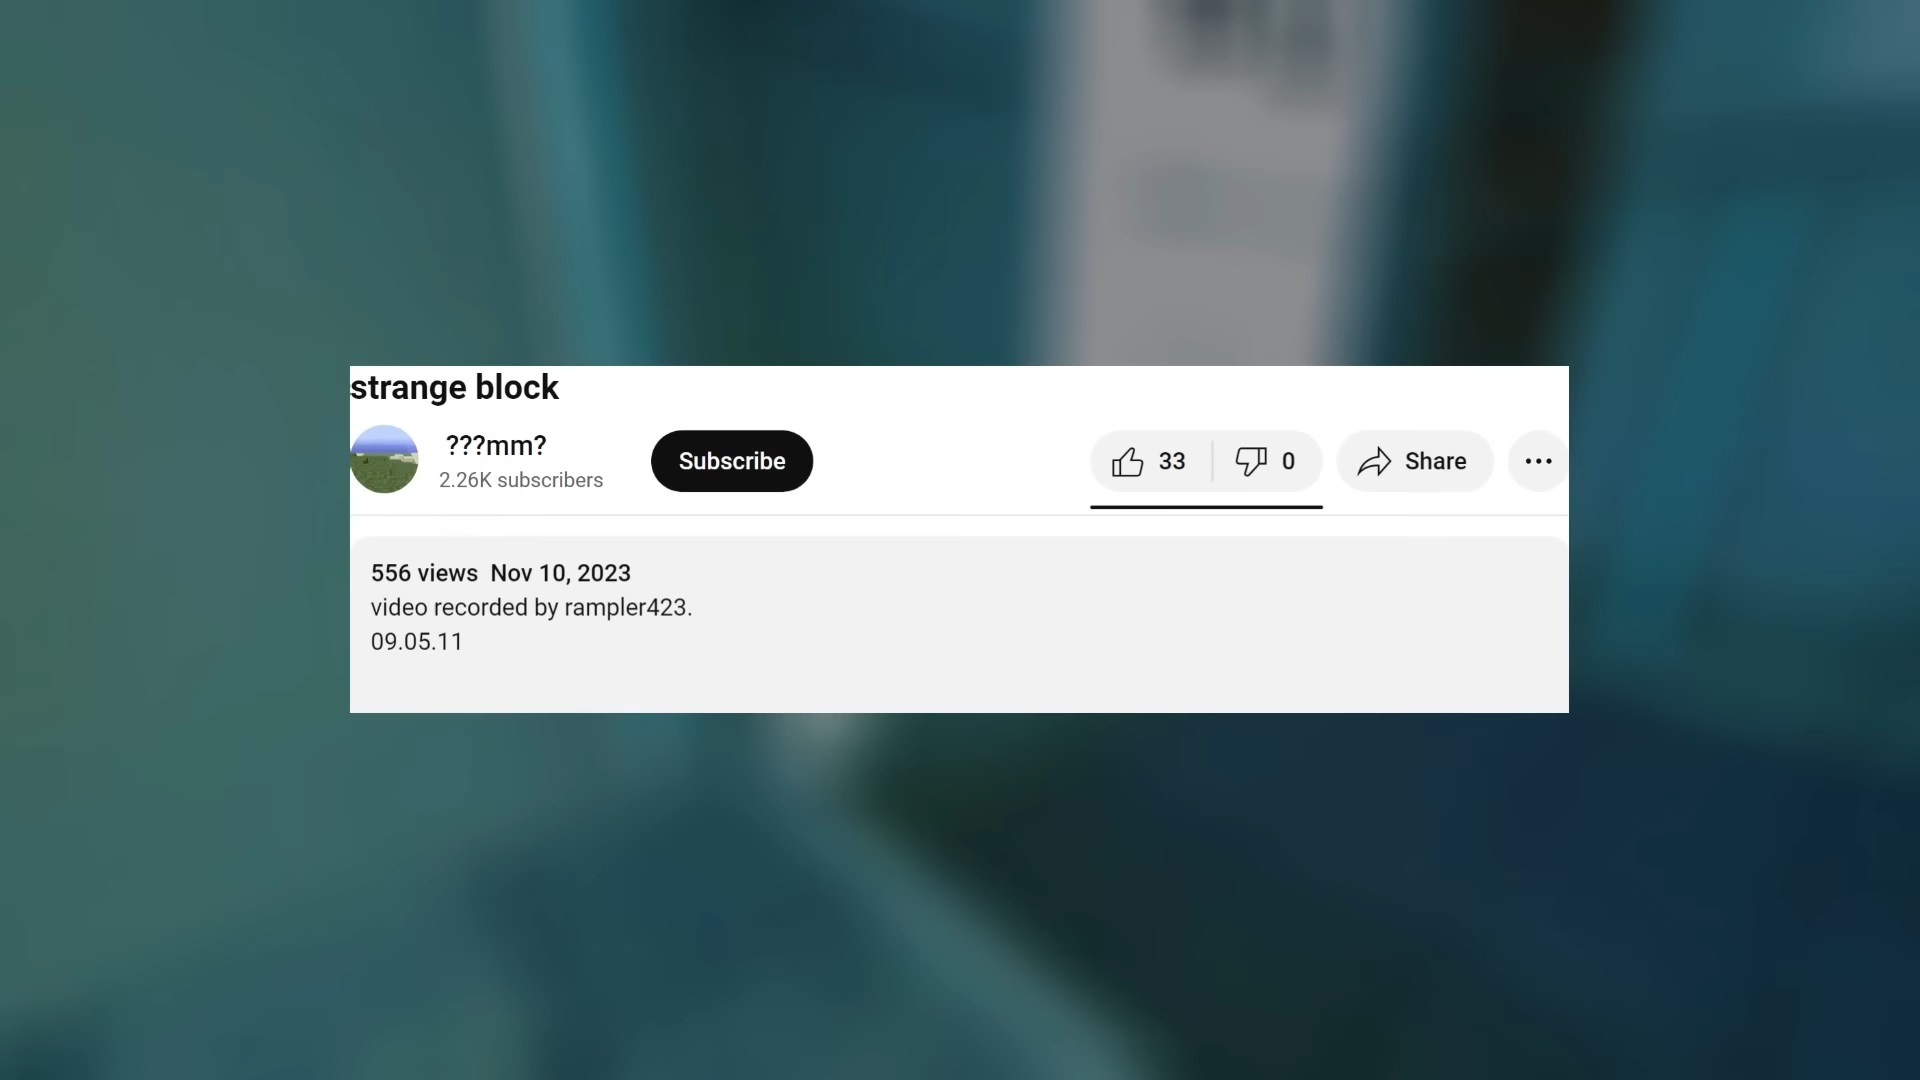 strange block
???mm?
2.26K subscribers
Subscribe
33
0
Share
556 views Nov 10, 2023
video recorded by rampler423.
09.05.11